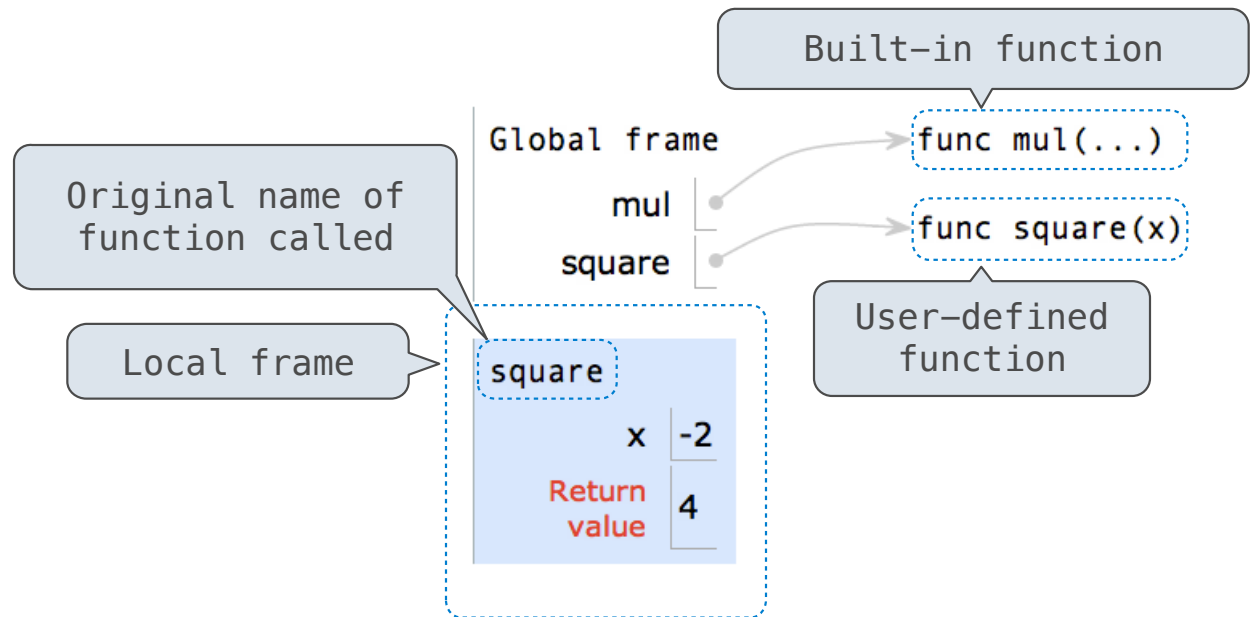 Built-in function
Global frame
func mul(...)
Original name of
function called
mul
func square(x)
square
User-defined
function
Local frame
square
x -2
Return
value 4